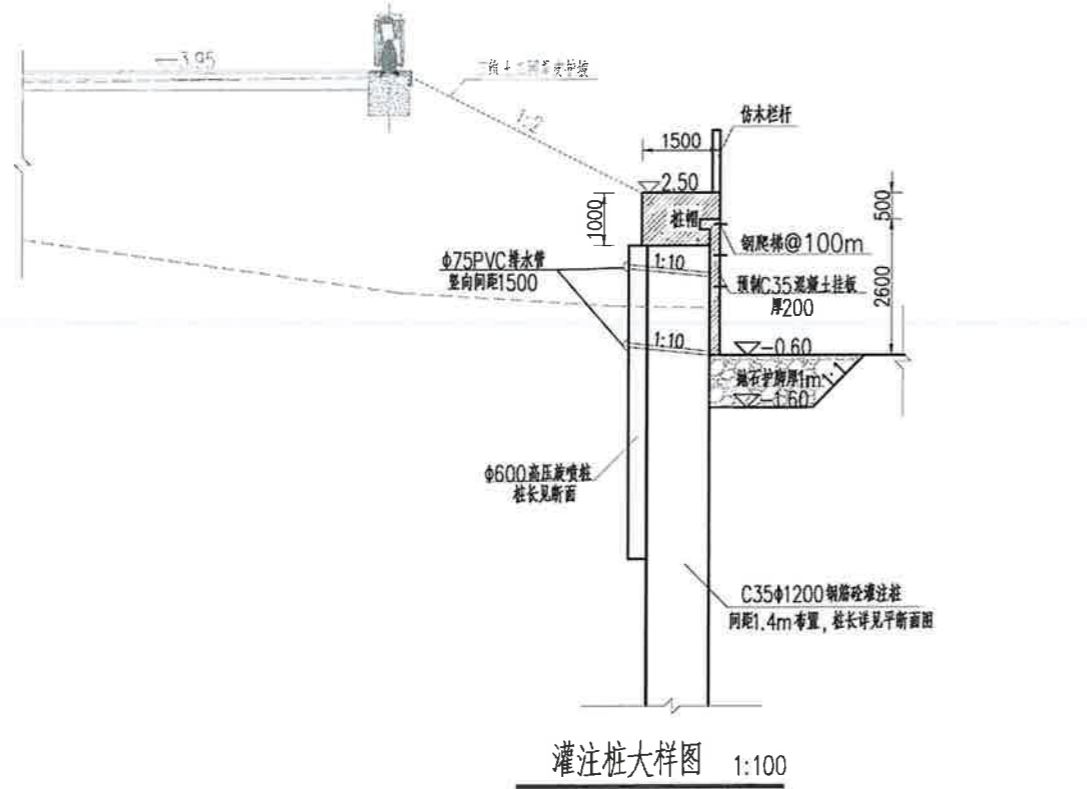 3.95
1:2
仿木栏杆
1500
2.50
1000
500
桩帽
钢爬梯@100m
Φ75PVC排水管
竖向间距1500
1:10
预制C35混凝土挂板
厚200
2600
1:10
-0.60
抛石护脚厚1m
1:1
-1.60
Φ600高压旋喷桩
桩长见断面
C35Φ1200钢筋砼灌注桩
间距1.4m布置，桩长详见平断面图
灌注桩大样图 1:100